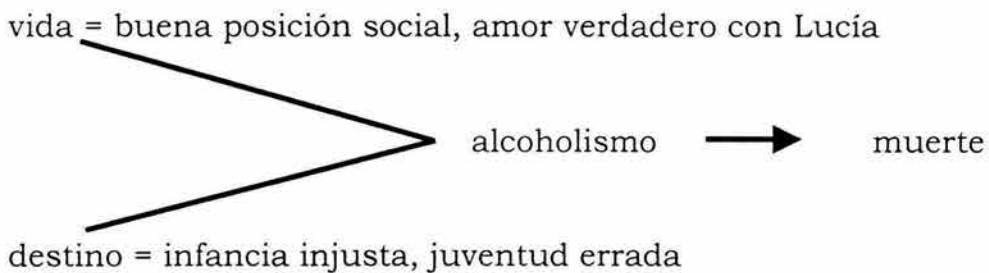 vida = buena posición social, amor verdadero con Lucía
alcoholismo muerte
destino = infancia injusta, juventud errada